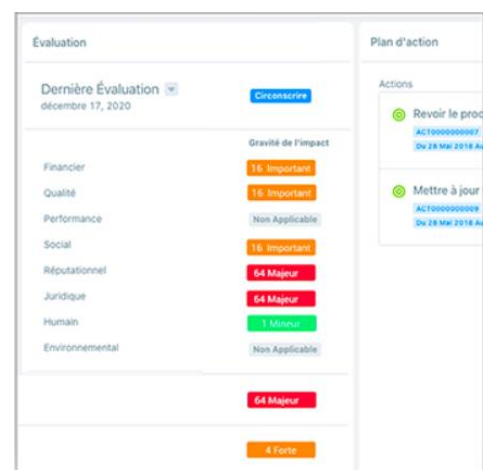 Évaluation
Dernière Évaluation
décembre 17, 2020
Circonscrire
Gravité de l'impact
Financier
16 Important
Qualité
16 Important
Performance
Non Applicable
Social
16 Important
Réputationnel
64 Majeur
Juridique
64 Majeur
Humain
1 Mineur
Environnemental
Non Applicable
64 Majeur
4 Forte
Plan d'action
Actions
Revoir le proc
ACT0000000007
Du 28 Mai 2018 Au
Mettre à jour
ACT0000000009
Du 28 Mai 2018 Au